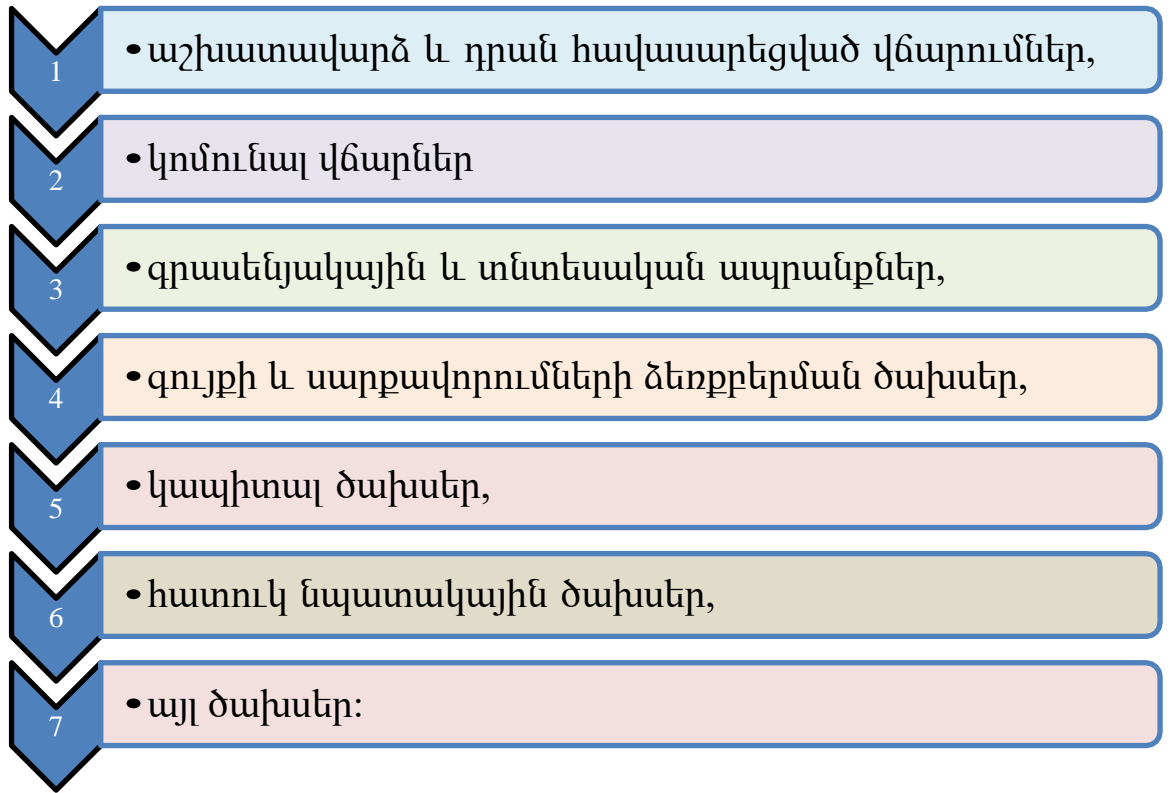 1 • աշխատավարձ և դրան հավասարեցված վճարումներ,
2 • կոմունալ վճարներ
3 • գրասենյակային և տնտեսական ապրանքներ,
4 • գույքի և սարքավորումների ձեռքբերման ծախսեր,
5 • կապիտալ ծախսեր,
6 • հատուկ նպատակային ծախսեր,
7 • այլ ծախսեր: